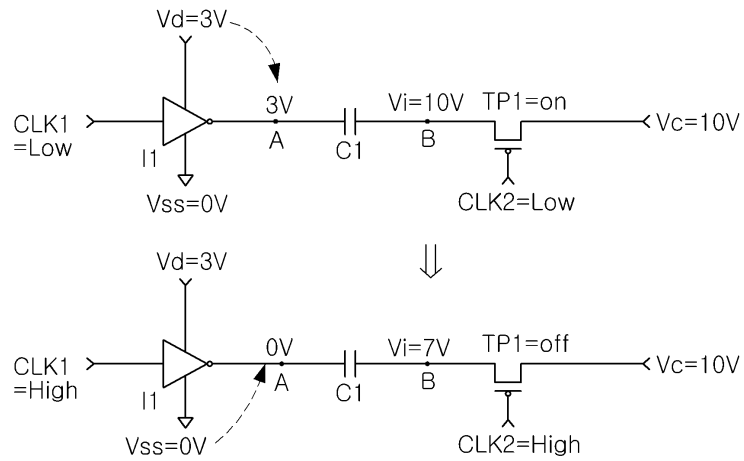 Vd=3V
3V
Vi=10V
TP1=on
CLK1
=Low
I1
A
C1
B
Vc=10V
Vss=0V
CLK2=Low
Vd=3V
0V
Vi=7V
TP1=off
CLK1
=High
I1
A
C1
B
Vc=10V
Vss=0V
CLK2=High